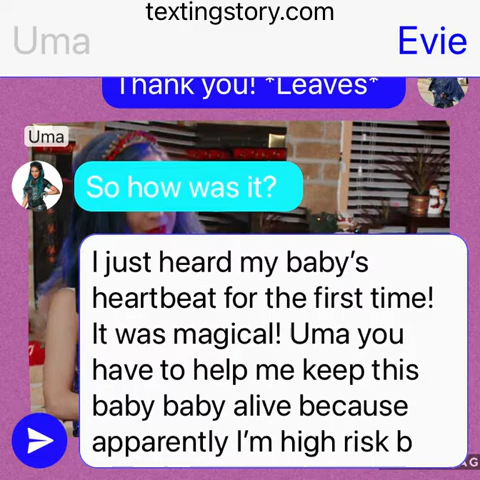 textingstory.com
Uma
Evie
Thank you! *Leaves*
Uma
So how was it?
I just heard my baby's
heartbeat for the first time!
It was magical! Uma you
have to help me keep this
baby baby alive because
apparently I'm high risk b
AG